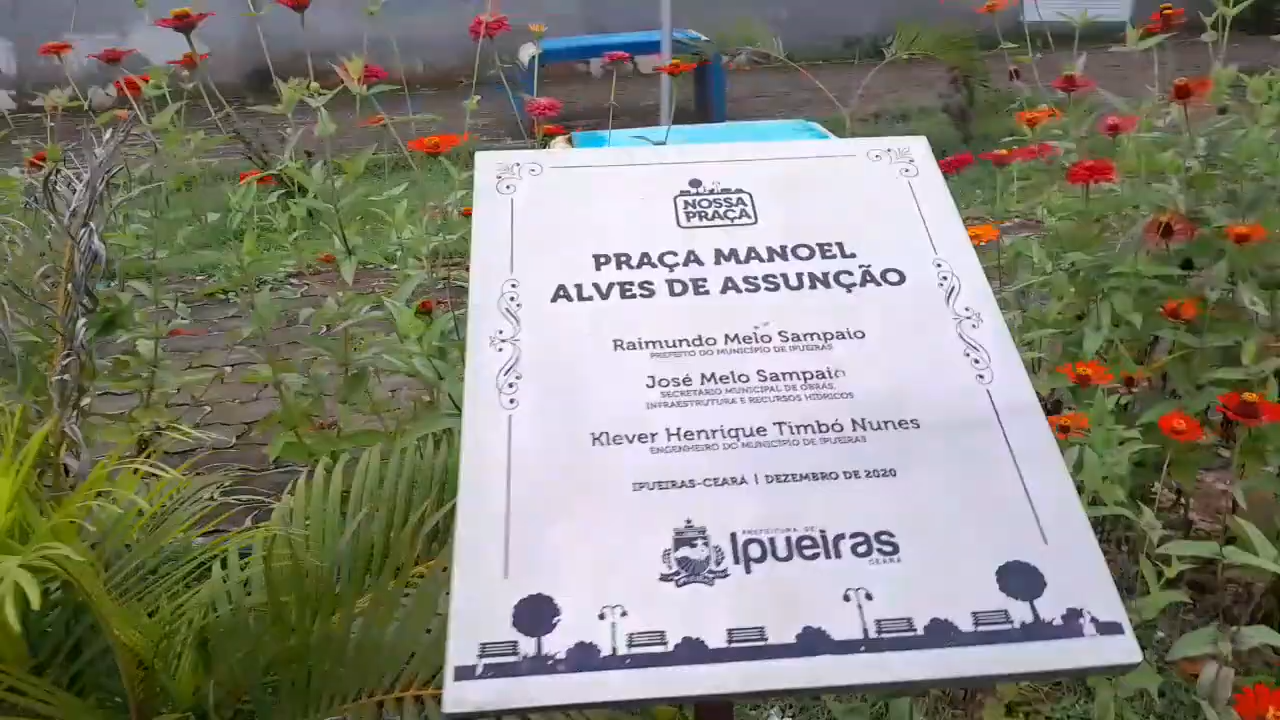 NOSSA
PRAÇA
PRAÇA MANOEL
ALVES DE ASSUNÇÃO
Raimundo Melo Sampaio
PREFEITO DO MUNICÍPIO DE IPUEIRAS
José Melo Sampaio
SECRETÁRIO MUNICIPAL DE OBRAS,
INFRAESTRUTURA E RECURSOS HÍDRICOS
Klever Henrique Timbó Nunes
ENGENHEIRO DO MUNICÍPIO DE IPUEIRAS
IPUEIRAS-CEARÁ | DEZEMBRO DE 2020
PREFEITURA DE
Ipueiras
CEARÁ